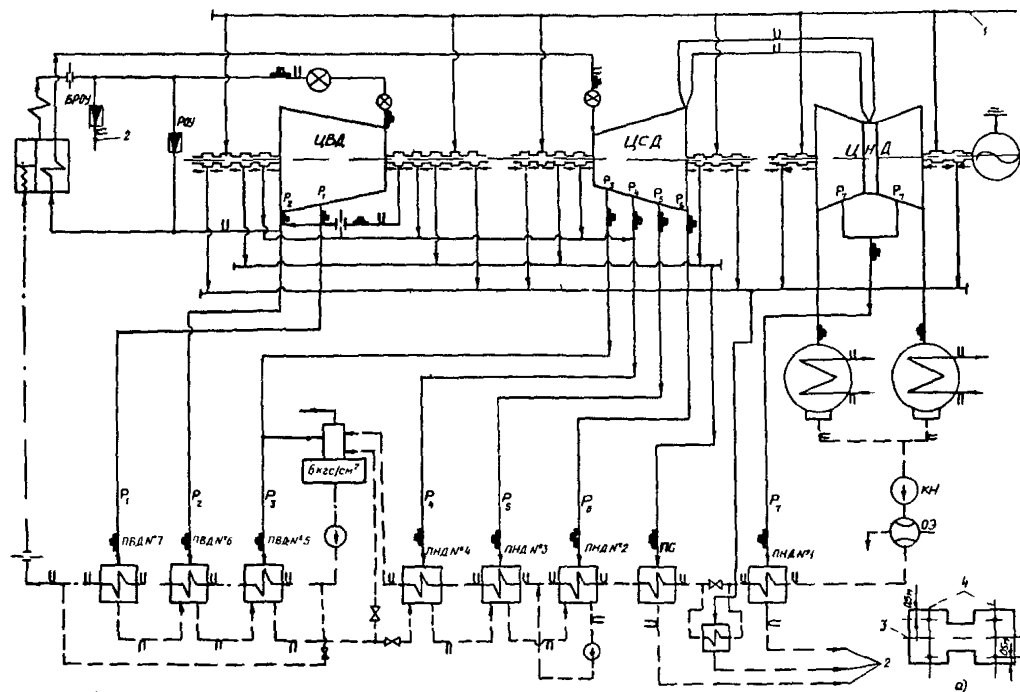 1
БРОУ
2
РОУ
ЦВД
ЦСД
ЦНД
P₂
P₁
P₃
P₄
P₅
P₆
P₇
P₇
6 кгс/см²
P₁
P₂
P₃
P₄
P₅
P₆
P₇
КН
ОЭ
ПВД №7
ПВД №6
ПВД №5
ПНД №4
ПНД №3
ПНД №2
ПС
ПНД №1
4
3
2
а)